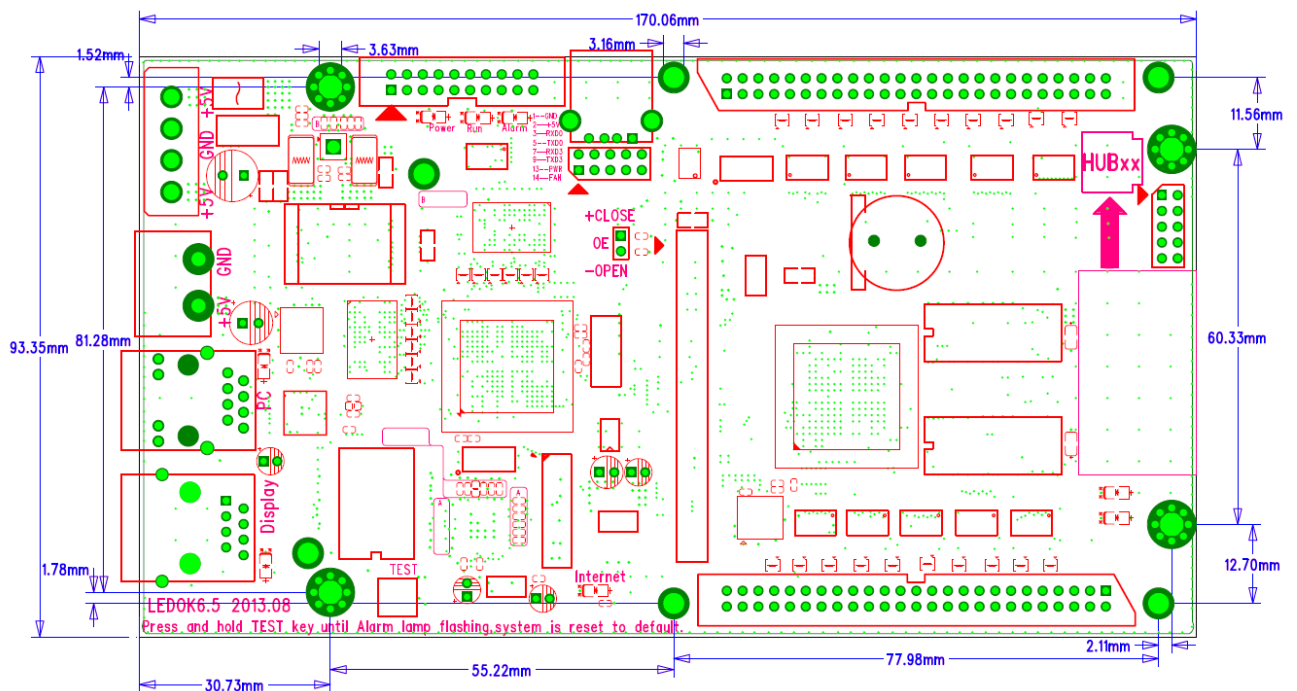 170.06mm
1.52mm
3.63mm
3.16mm
+5V
GND
+5V
B
Power
Run
Alarm
1--GND
2--+5V
3--RXD0
5--TXD0
7--RXD3
9--TXD3
13--PWR
14--FAN
11.56mm
HUBxx
B
+CLOSE
OE
-OPEN
GND
+5V
93.35mm
81.28mm
60.33mm
PC
Display
A
A
1.78mm
TEST
Internet
12.70mm
LEDOK6.5 2013.08
Press and hold TEST key until Alarm lamp flashing,system is reset to default.
2.11mm
77.98mm
55.22mm
30.73mm